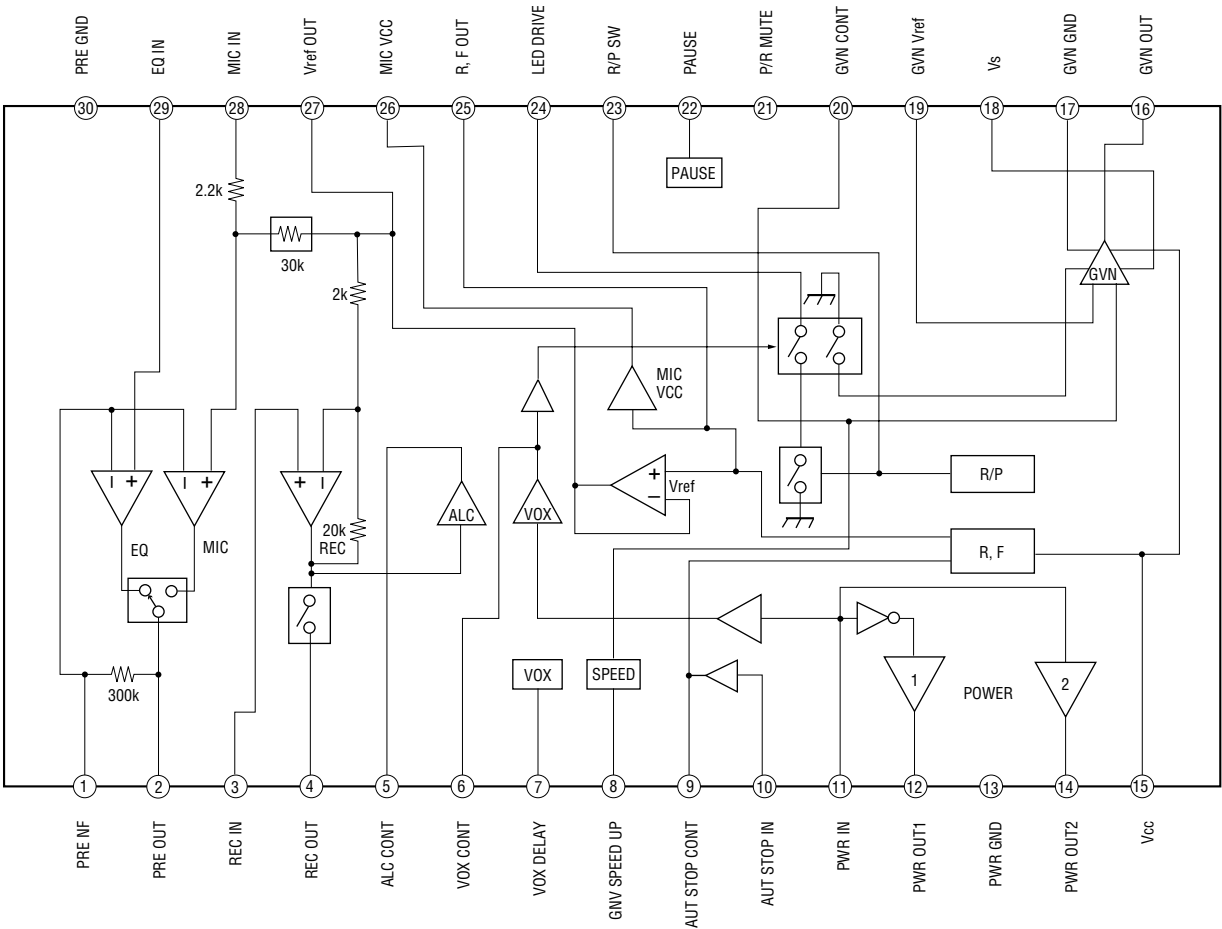 PRE GND
EQ IN
MIC IN
Vref OUT
MIC VCC
R, F OUT
LED DRIVE
R/P SW
PAUSE
P/R MUTE
GVN CONT
GVN Vref
Vs
GVN GND
GVN OUT
30
29
28
27
26
25
24
23
22
21
20
19
18
17
16
PAUSE
2.2k
30k
2k
GVN
MIC
VCC
+
Vref
−
R/P
− +
− +
+ −
ALC
VOX
20k
REC
EQ
MIC
R, F
300k
VOX
SPEED
1
POWER
2
1
2
3
4
5
6
7
8
9
10
11
12
13
14
15
PRE NF
PRE OUT
REC IN
REC OUT
ALC CONT
VOX CONT
VOX DELAY
GNV SPEED UP
AUT STOP CONT
AUT STOP IN
PWR IN
PWR OUT1
PWR GND
PWR OUT2
Vcc